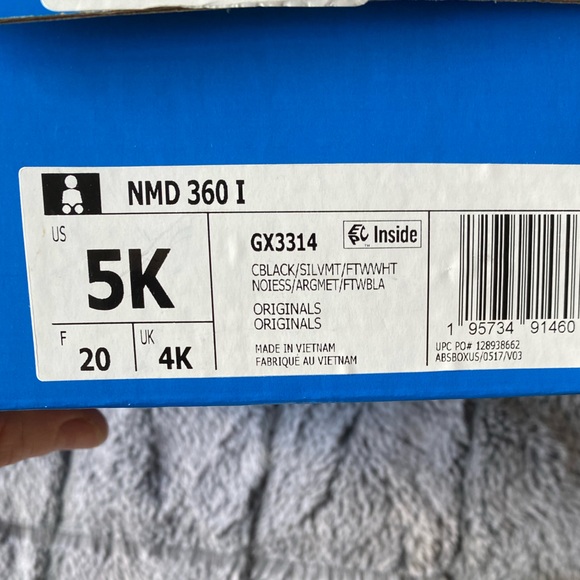 NMD 360 I
US
5K
F
20
UK
4K
GX3314
Inside
CBLACK/SILVMT/FTWWHT
NOIESS/ARGMET/FTWBLA
ORIGINALS
ORIGINALS
MADE IN VIETNAM
FABRIQUÉ AU VIETNAM
1 95734 91460
UPC PO# 128938662
ABSBOXUS/0517/V03